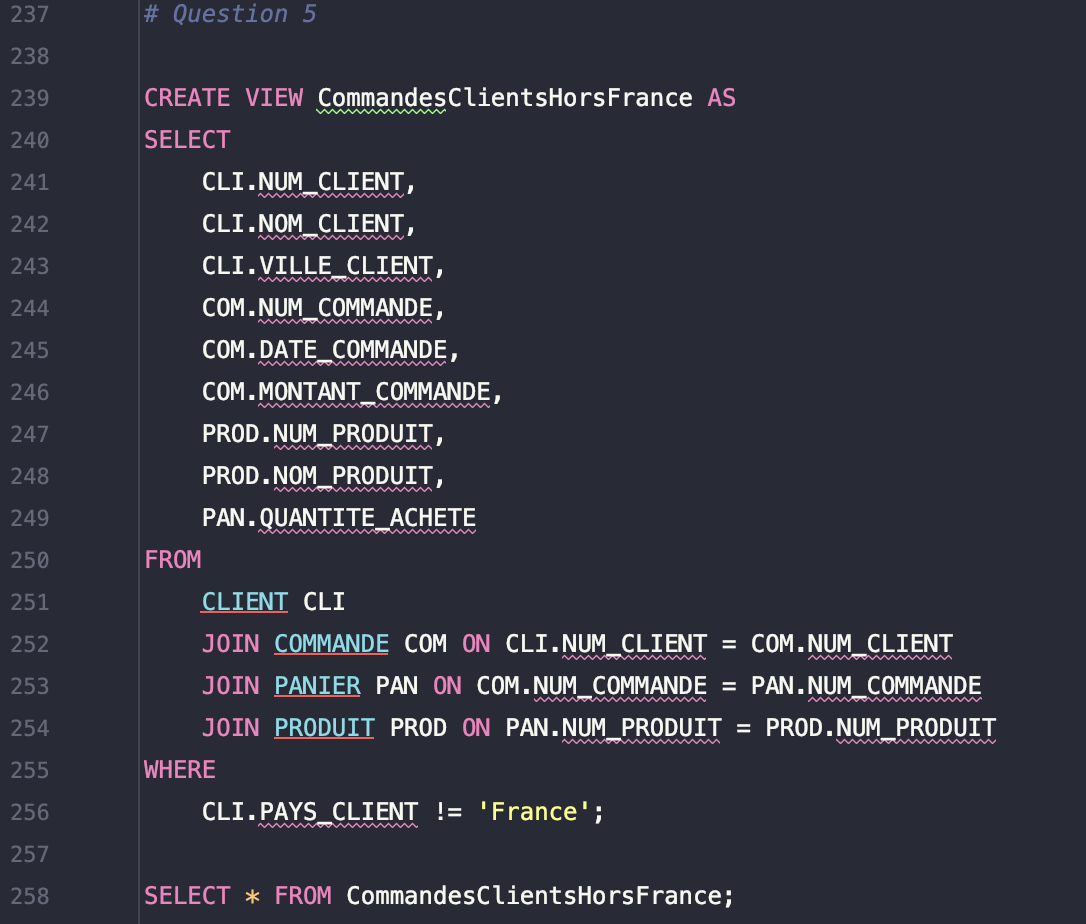 237 # Question 5
238
239 CREATE VIEW CommandesClientsHorsFrance AS
240 SELECT
241 CLI.NUM_CLIENT,
242 CLI.NOM_CLIENT,
243 CLI.VILLE_CLIENT,
244 COM.NUM_COMMANDE,
245 COM.DATE_COMMANDE,
246 COM.MONTANT_COMMANDE,
247 PROD.NUM_PRODUIT,
248 PROD.NOM_PRODUIT,
249 PAN.QUANTITE_ACHETE
250 FROM
251 CLIENT CLI
252 JOIN COMMANDE COM ON CLI.NUM_CLIENT = COM.NUM_CLIENT
253 JOIN PANIER PAN ON COM.NUM_COMMANDE = PAN.NUM_COMMANDE
254 JOIN PRODUIT PROD ON PAN.NUM_PRODUIT = PROD.NUM_PRODUIT
255 WHERE
256 CLI.PAYS_CLIENT != 'France';
257
258 SELECT * FROM CommandesClientsHorsFrance;